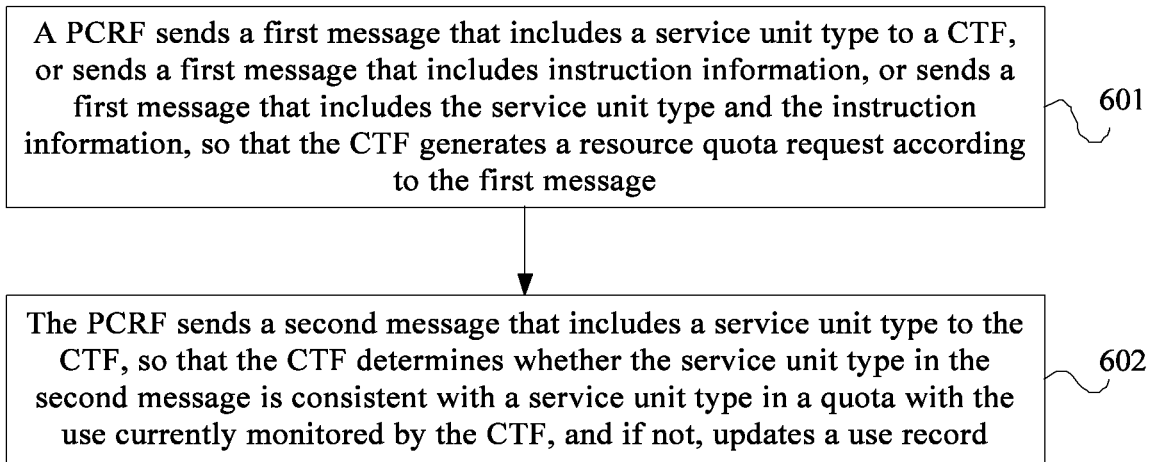 A PCRF sends a first message that includes a service unit type to a CTF,
or sends a first message that includes instruction information, or sends a
first message that includes the service unit type and the instruction
information, so that the CTF generates a resource quota request according
to the first message
601
The PCRF sends a second message that includes a service unit type to the
CTF, so that the CTF determines whether the service unit type in the
second message is consistent with a service unit type in a quota with the
use currently monitored by the CTF, and if not, updates a use record
602